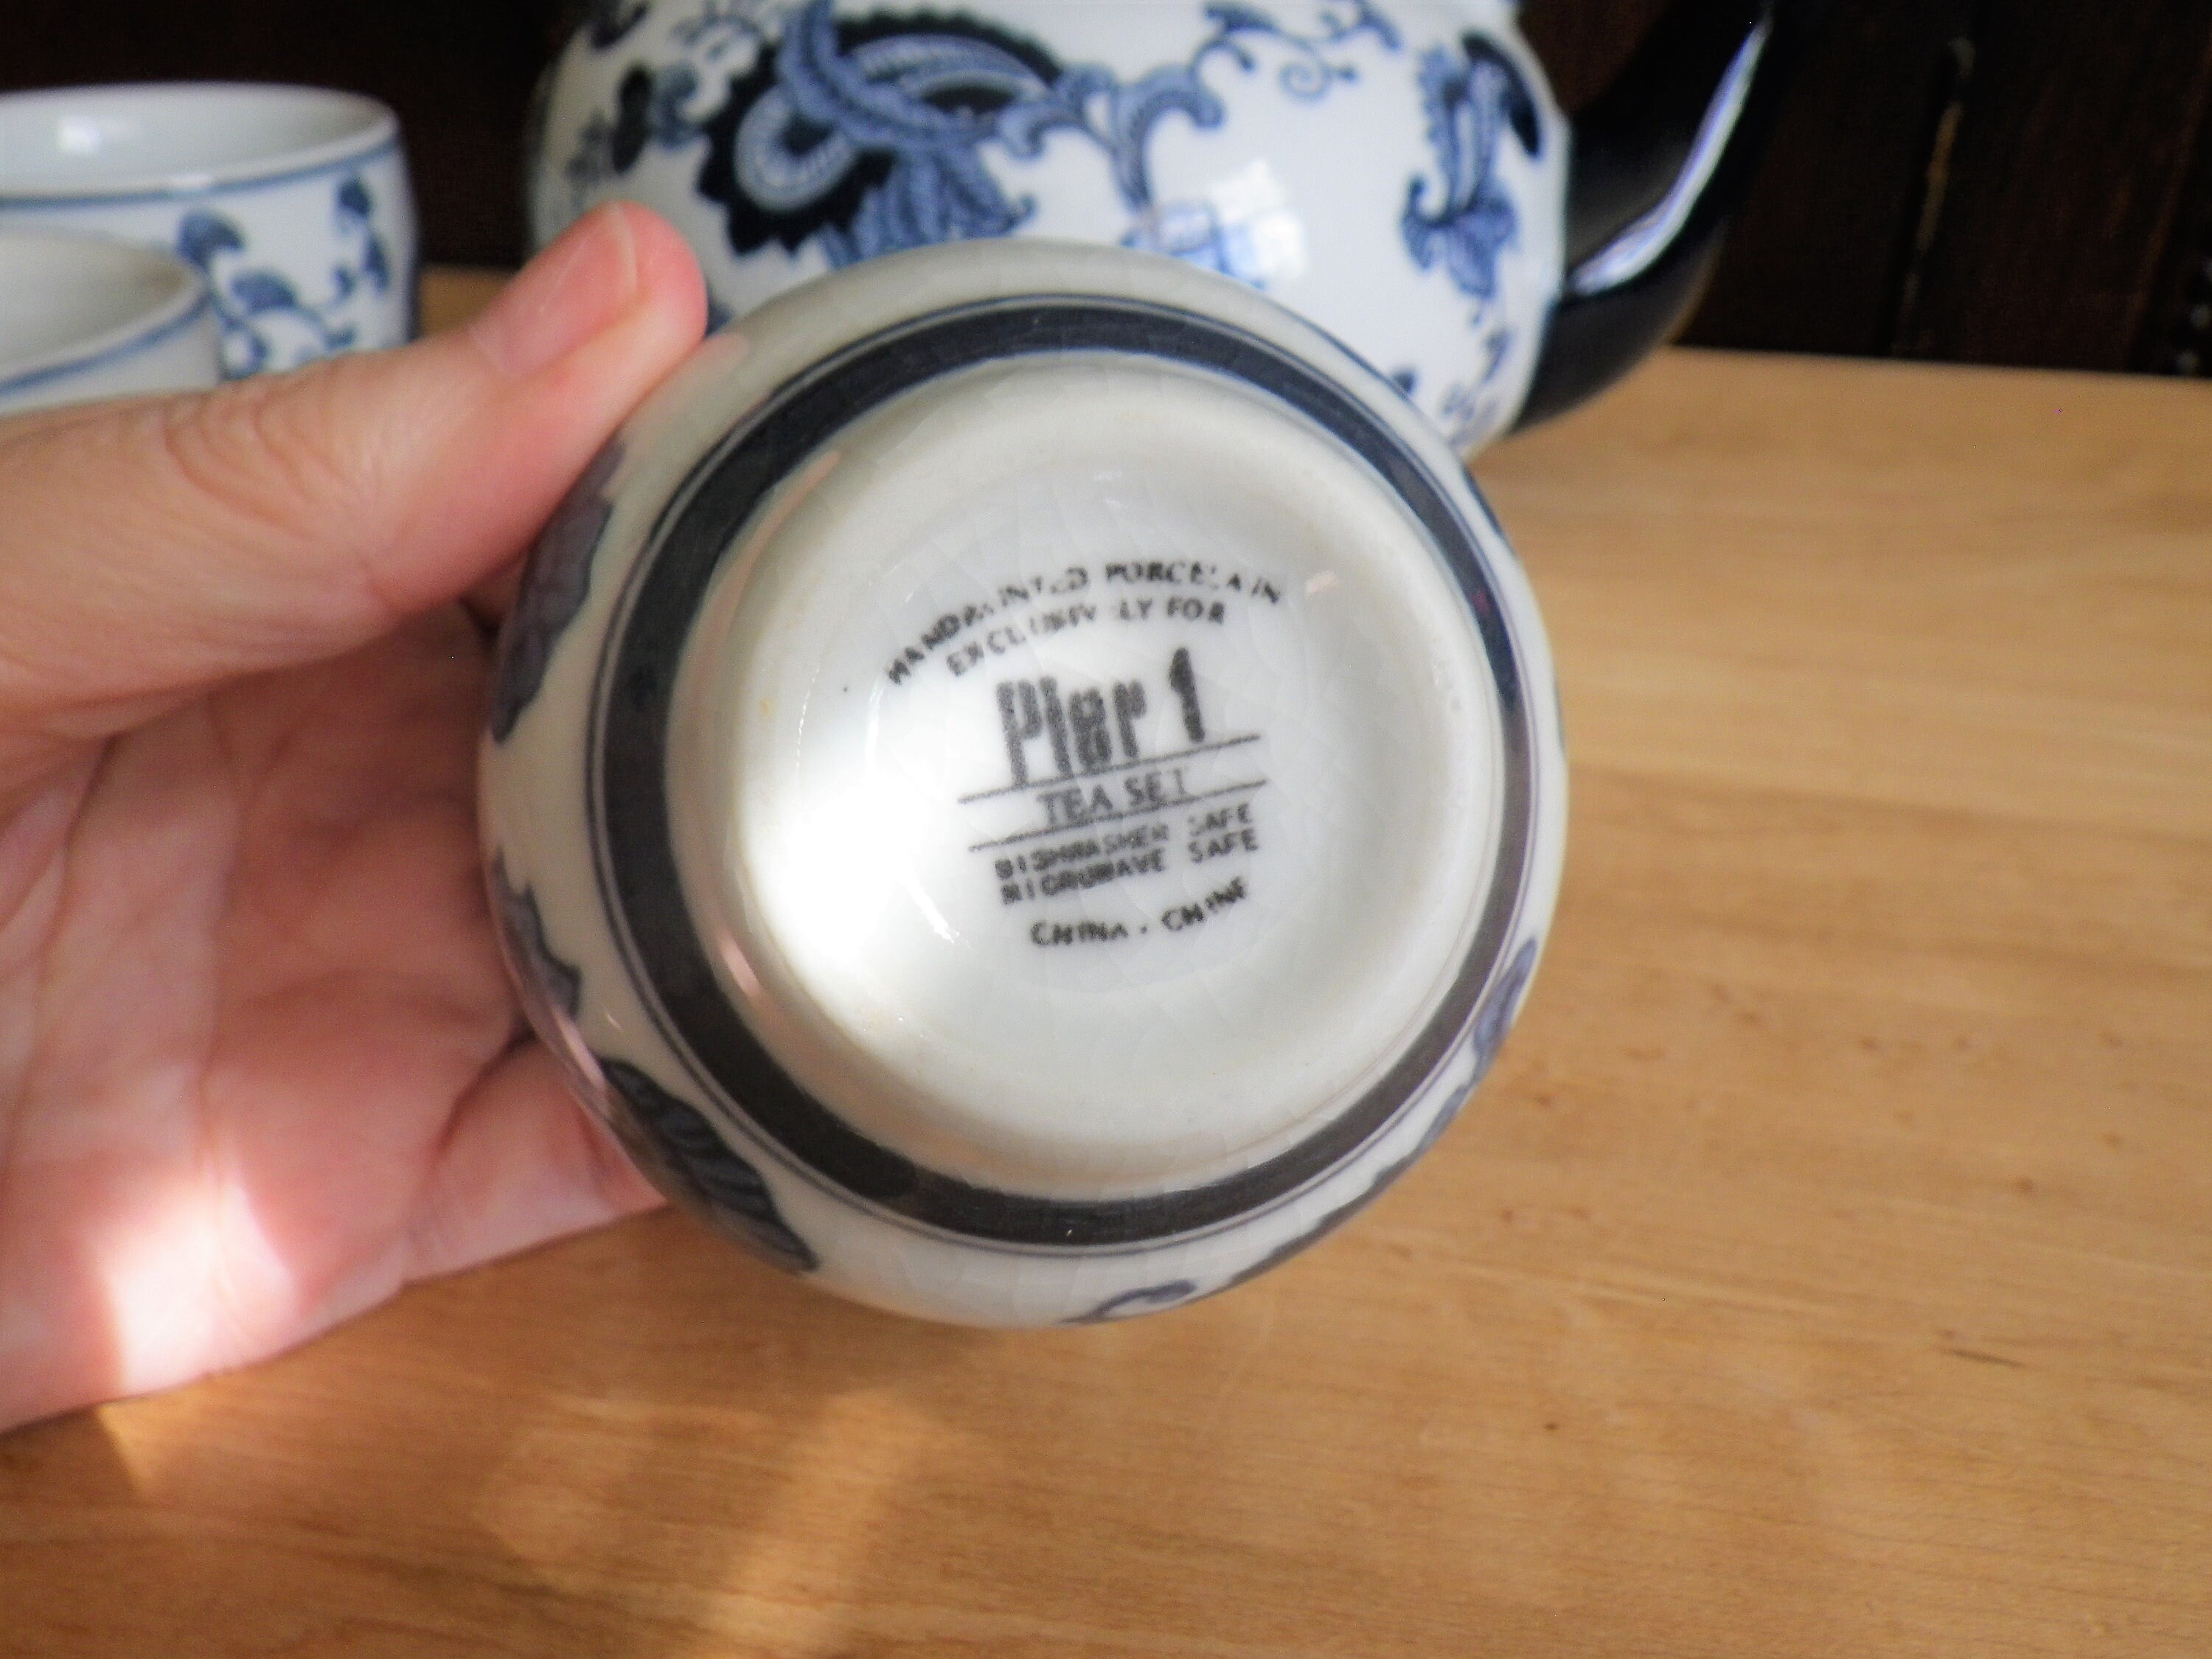 HANDPAINTED PORCELAIN
EXCLUSIVELY FOR
Pier 1
TEA SET
DISHWASHER SAFE
MICROWAVE SAFE
CHINA . CHINE